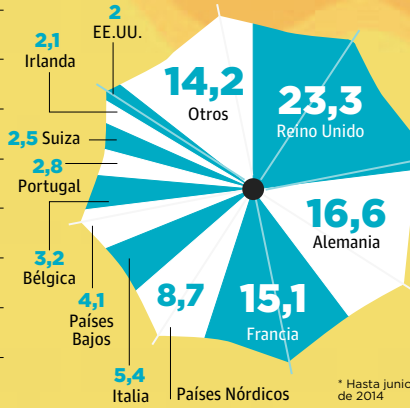 2
EE.UU.
2,1
Irlanda
14,2
Otros
23,3
Reino Unido
2,5 Suiza
2,8
Portugal
16,6
Alemania
3,2
Bélgica
4,1
Países
Bajos
8,7
15,1
Francia
5,4
Italia
Países Nórdicos
* Hasta junio
de 2014